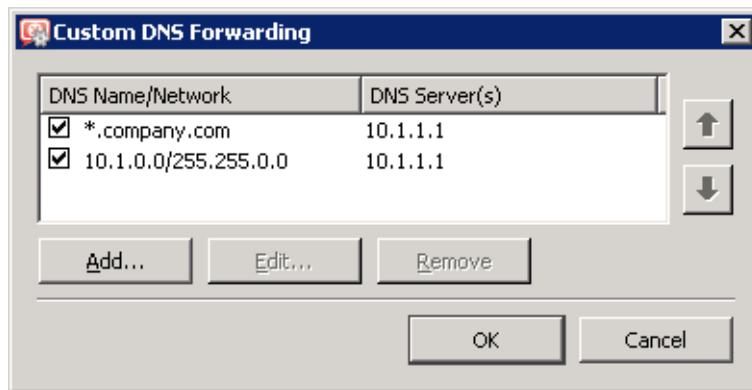 Custom DNS Forwarding
DNS Name/Network DNS Server(s)
*.company.com 10.1.1.1
10.1.0.0/255.255.0.0 10.1.1.1
Add... Edit... Remove
OK Cancel